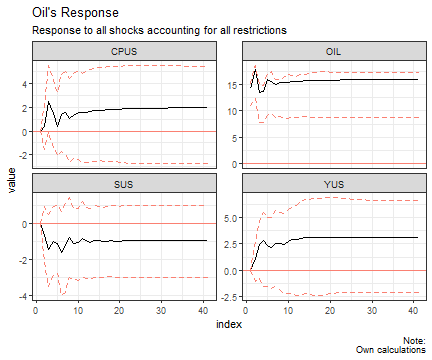 Oil's Response
Response to all shocks accounting for all restrictions
CPUS
OIL
4
2
0
-2
15
10
5
0
value
SUS
YUS
0
-2
-4
5.0
2.5
0.0
-2.5
0 10 20 30 40
0 10 20 30 40
index
Note:
Own calculations